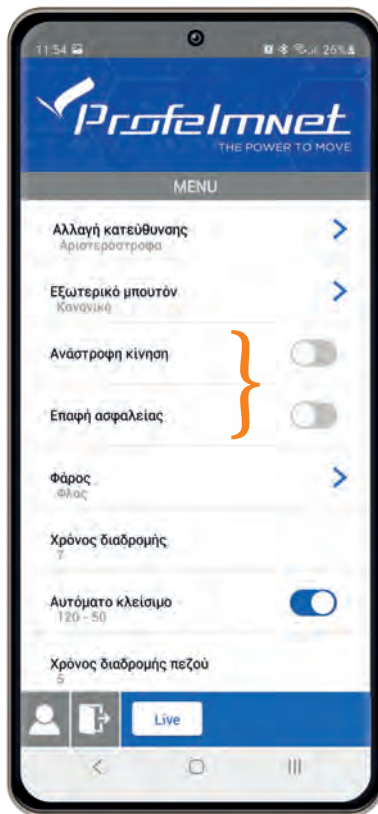 11:54 26%
Profelmnet
THE POWER TO MOVE
MENU
Αλλαγή κατεύθυνσης
Αριστερόστροφα
Εξωτερικό μπουτόν
Κανονικό
Ανάστροφη κίνηση
Επαφή ασφαλείας
Φάρος
Φλας
Χρόνος διαδρομής
7
Αυτόματο κλείσιμο
120 - 50
Χρόνος διαδρομής πεζού
5
Live